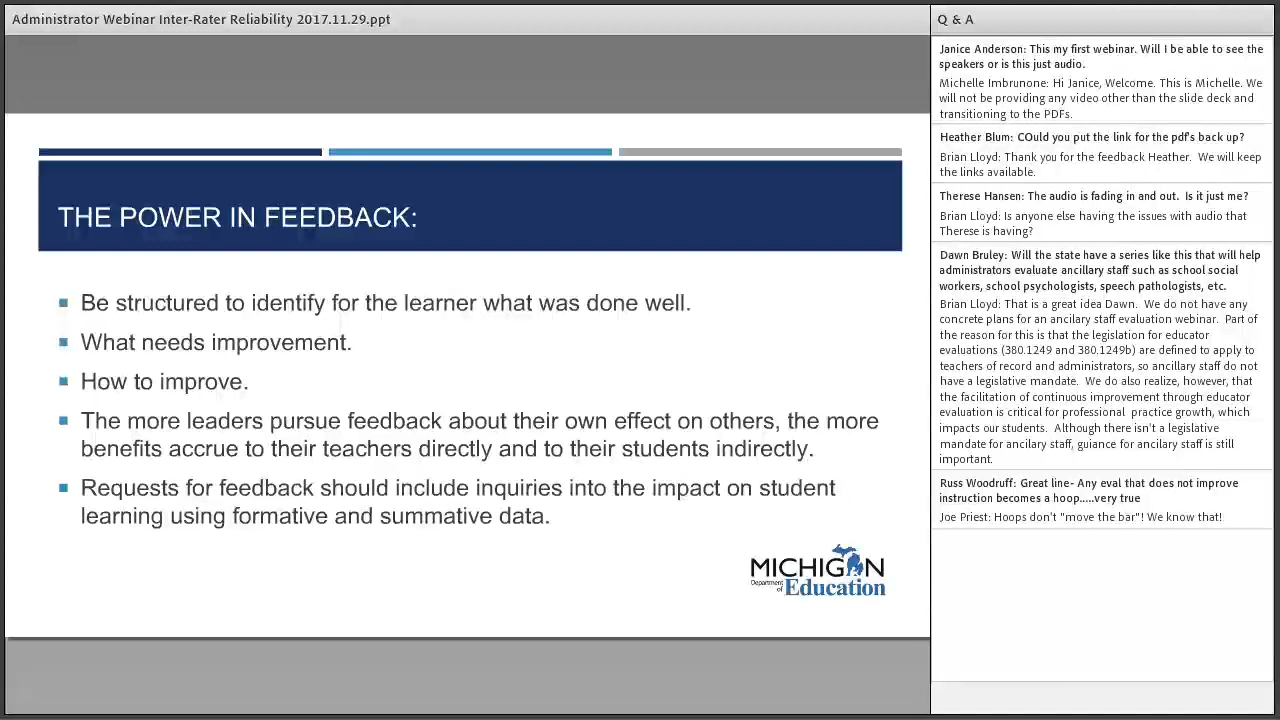 Administrator Webinar Inter-Rater Reliability 2017.11.29.ppt
THE POWER IN FEEDBACK:
Be structured to identify for the learner what was done well.
What needs improvement.
How to improve.
The more leaders pursue feedback about their own effect on others, the more
benefits accrue to their teachers directly and to their students indirectly.
Requests for feedback should include inquiries into the impact on student
learning using formative and summative data.
MICHIGAN
Department
of Education
Q & A
Janice Anderson: This my first webinar. Will I be able to see the
speakers or is this just audio.
Michelle Imbrunone: Hi Janice, Welcome. This is Michelle. We
will not be providing any video other than the slide deck and
transitioning to the PDFs.
Heather Blum: COuld you put the link for the pdf's back up?
Brian Lloyd: Thank you for the feedback Heather. We will keep
the links available.
Therese Hansen: The audio is fading in and out. Is it just me?
Brian Lloyd: Is anyone else having the issues with audio that
Therese is having?
Dawn Bruley: Will the state have a series like this that will help
administrators evaluate ancillary staff such as school social
workers, school psychologists, speech pathologists, etc.
Brian Lloyd: That is a great idea Dawn. We do not have any
concrete plans for an ancilary staff evaluation webinar. Part of
the reason for this is that the legislation for educator
evaluations (380.1249 and 380.1249b) are defined to apply to
teachers of record and administrators, so ancillary staff do not
have a legislative mandate. We do also realize, however, that
the facilitation of continuous improvement through educator
evaluation is critical for professional practice growth, which
impacts our students. Although there isn't a legislative
mandate for ancilary staff, guiance for ancilary staff is still
important.
Russ Woodruff: Great line- Any eval that does not improve
instruction becomes a hoop.....very true
Joe Priest: Hoops don't "move the bar"! We know that!